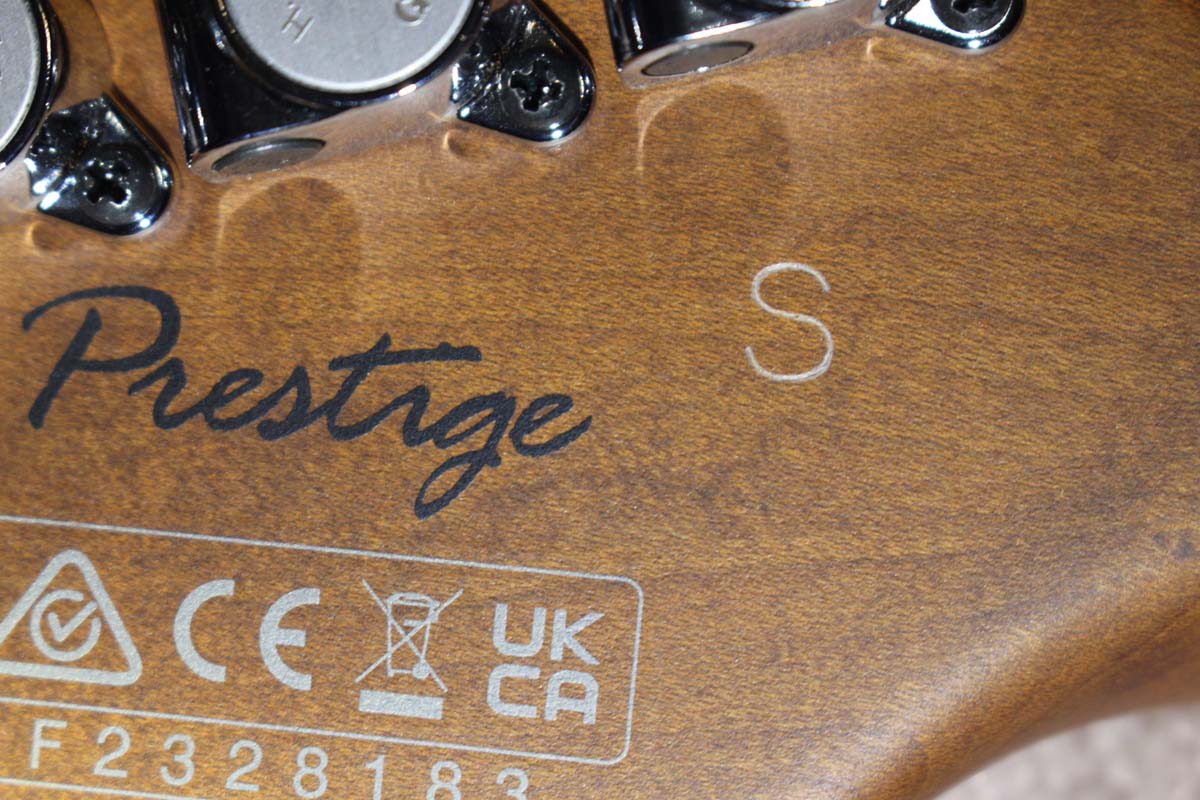 H G
Prestige
S
CE UK
CA
F2328183